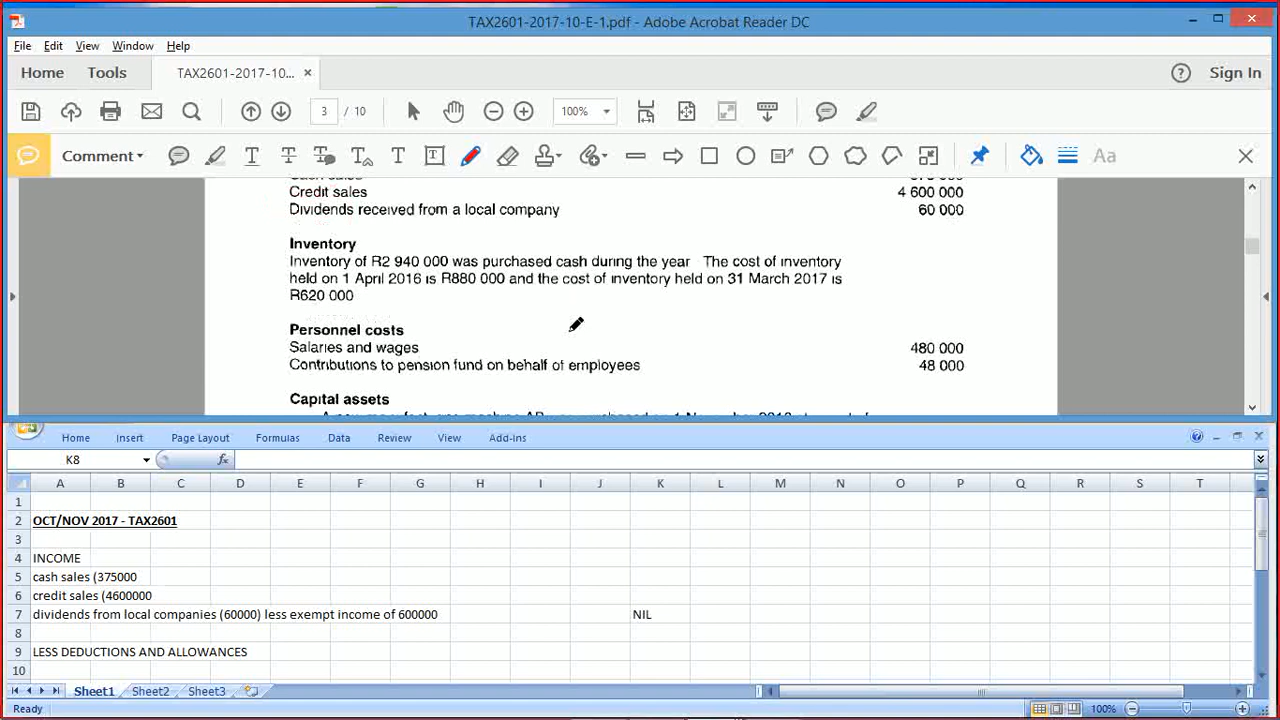 TAX2601-2017-10-E-1.pdf - Adobe Acrobat Reader DC
File Edit View Window Help
Home Tools TAX2601-2017-10... × Sign In
3 / 10 100%
Comment
Cash sales
Credit sales 4 600 000
Dividends received from a local company 60 000
Inventory
Inventory of R2 940 000 was purchased cash during the year The cost of inventory
held on 1 April 2016 is R880 000 and the cost of inventory held on 31 March 2017 is
R620 000
Personnel costs
Salaries and wages 480 000
Contributions to pension fund on behalf of employees 48 000
Capital assets
Home Insert Page Layout Formulas Data Review View Add-Ins
K8 fx
A B C D E F G H I J K L M N O P Q R S T
1
2 OCT/NOV 2017 - TAX2601
3
4 INCOME
5 cash sales (375000
6 credit sales (4600000
7 dividends from local companies (60000) less exempt income of 600000 NIL
8
9 LESS DEDUCTIONS AND ALLOWANCES
10
Sheet1 Sheet2 Sheet3
Ready 100%